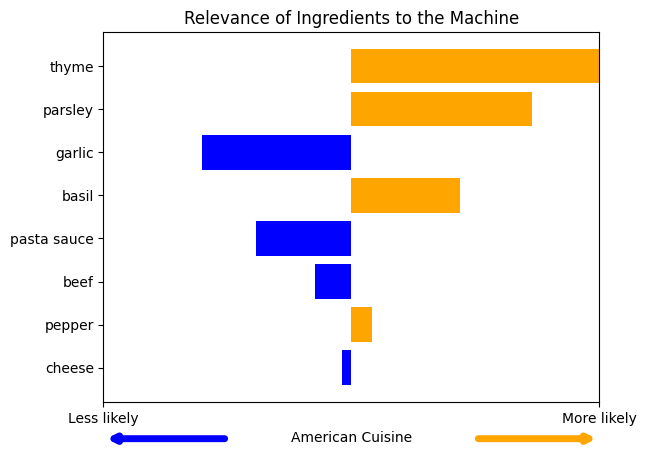 Relevance of Ingredients to the Machine
thyme
parsley
garlic
basil
pasta sauce
beef
pepper
cheese
Less likely
More likely
American Cuisine